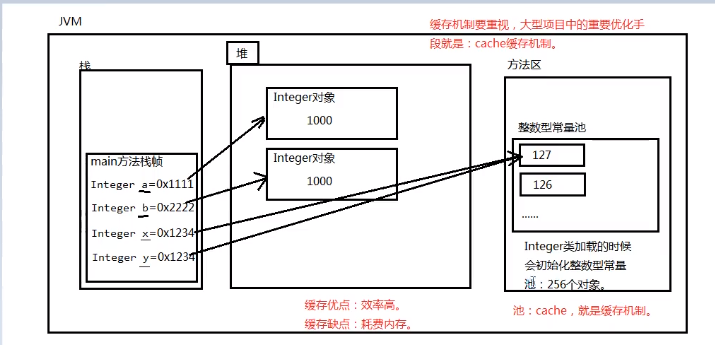 JVM
缓存机制要重视，大型项目中的重要优化手
段就是：cache缓存机制。
栈
堆
方法区
Integer对象
1000
Integer对象
1000
整数型常量池
127
126
......
main方法栈帧
Integer a=0x1111
Integer b=0x2222
Integer x=0x1234
Integer y=0x1234
Integer类加载的时候
会初始化整数型常量
池：256个对象。
缓存优点：效率高。
缓存缺点：耗费内存。
池：cache，就是缓存机制。